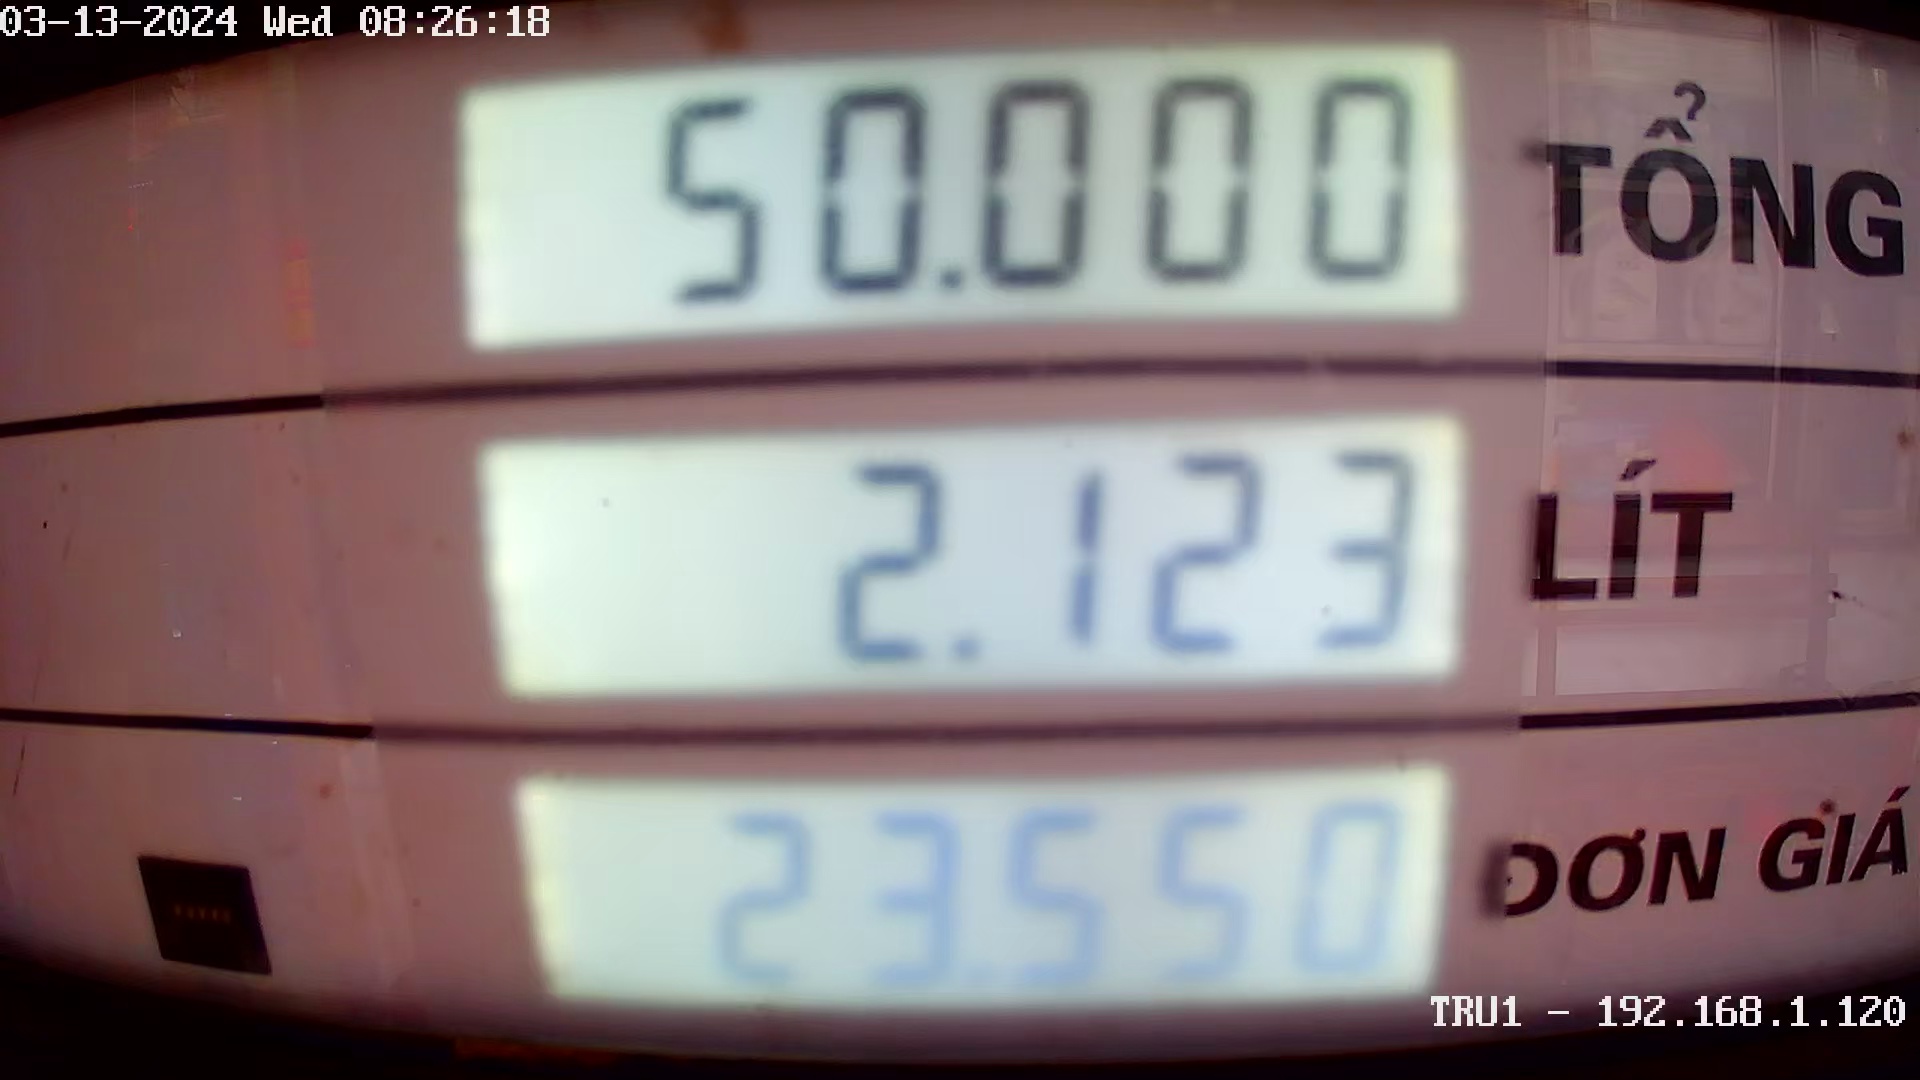 03-13-2024 Wed 08:26:18
50.000 TỔNG
2.123 LÍT
23.550 ĐƠN GIÁ
TRU1 - 192.168.1.120